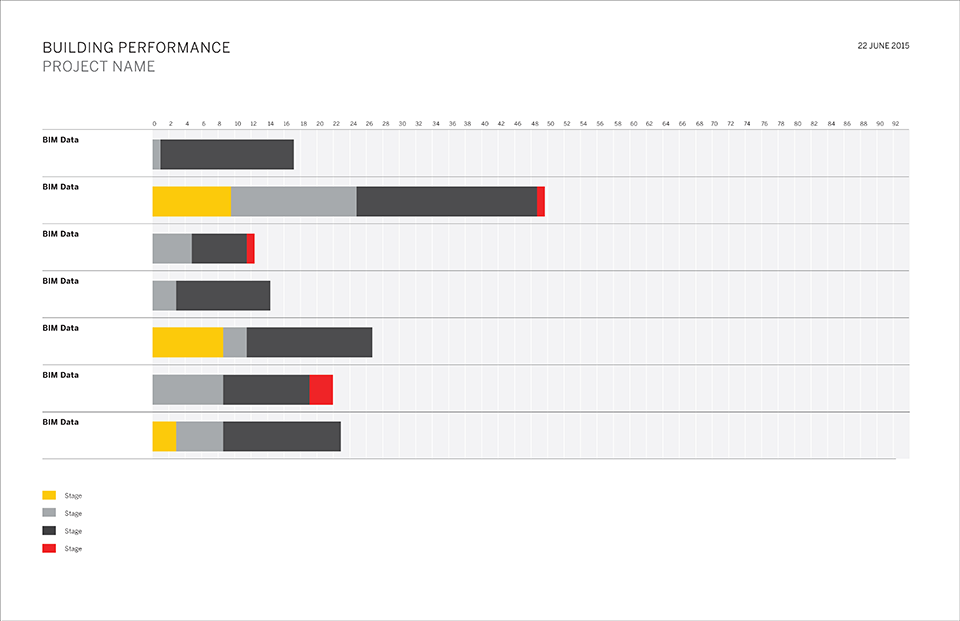 BUILDING PERFORMANCE
PROJECT NAME
22 JUNE 2015
0 2 4 6 8 10 12 14 16 18 20 22 24 26 28 30 32 34 36 38 40 42 44 46 48 50 52 54 56 58 60 62 64 66 68 70 72 74 76 78 80 82 84 86 88 90 92
BIM Data
BIM Data
BIM Data
BIM Data
BIM Data
BIM Data
BIM Data
Stage
Stage
Stage
Stage